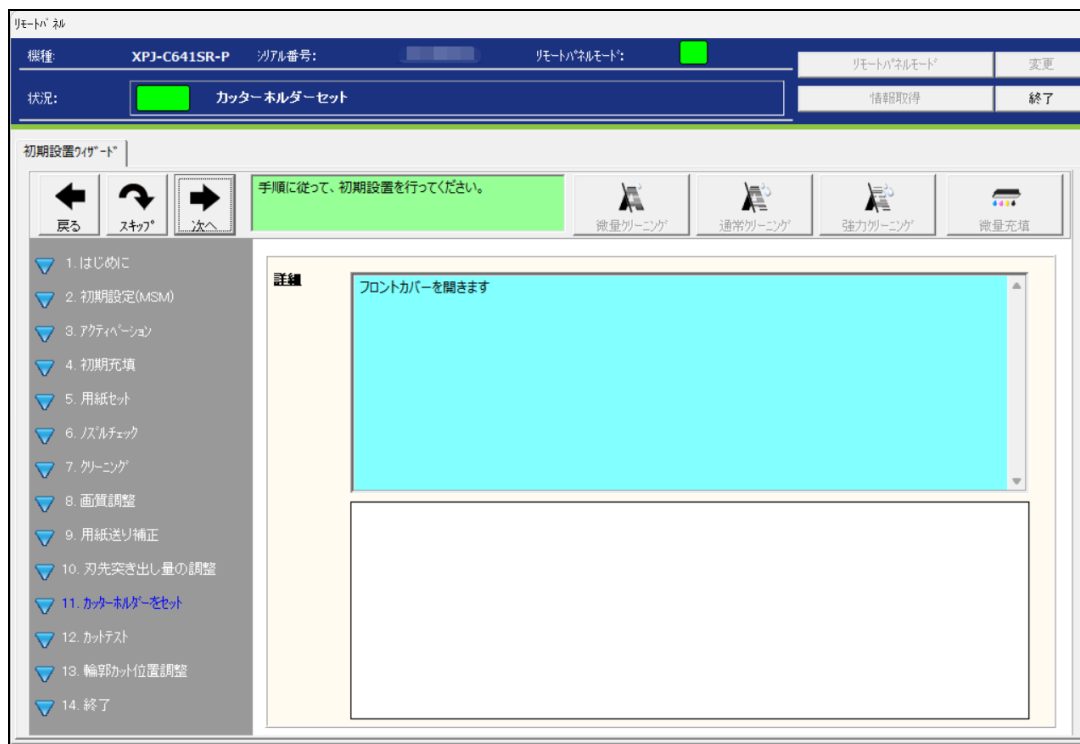 ﾘﾓｰﾄﾊﾟﾈﾙ
機種: XPJ-C641SR-P ｼﾘｱﾙ番号: ﾘﾓｰﾄﾊﾟﾈﾙﾓｰﾄﾞ:
ﾘﾓｰﾄﾊﾟﾈﾙﾓｰﾄﾞ 変更
状況: カッターホルダーセット
情報取得 終了
初期設置ｳｨｻﾞｰﾄﾞ
戻る ｽｷｯﾌﾟ 次へ
手順に従って、初期設置を行ってください。
微量ｸﾘｰﾆﾝｸﾞ 通常ｸﾘｰﾆﾝｸﾞ 強力ｸﾘｰﾆﾝｸﾞ 微量充填
1. はじめに
2. 初期設定(MSM)
3. ｱｸﾃｨﾍﾞｰｼｮﾝ
4. 初期充填
5. 用紙ｾｯﾄ
6. ﾉｽﾞﾙﾁｪｯｸ
7. ｸﾘｰﾆﾝｸﾞ
8. 画質調整
9. 用紙送り補正
10. 刃先突き出し量の調整
11. ｶｯﾀｰﾎﾙﾀﾞｰをｾｯﾄ
12. ｶｯﾄﾃｽﾄ
13. 輪郭ｶｯﾄ位置調整
14. 終了
詳細
フロントカバーを開きます